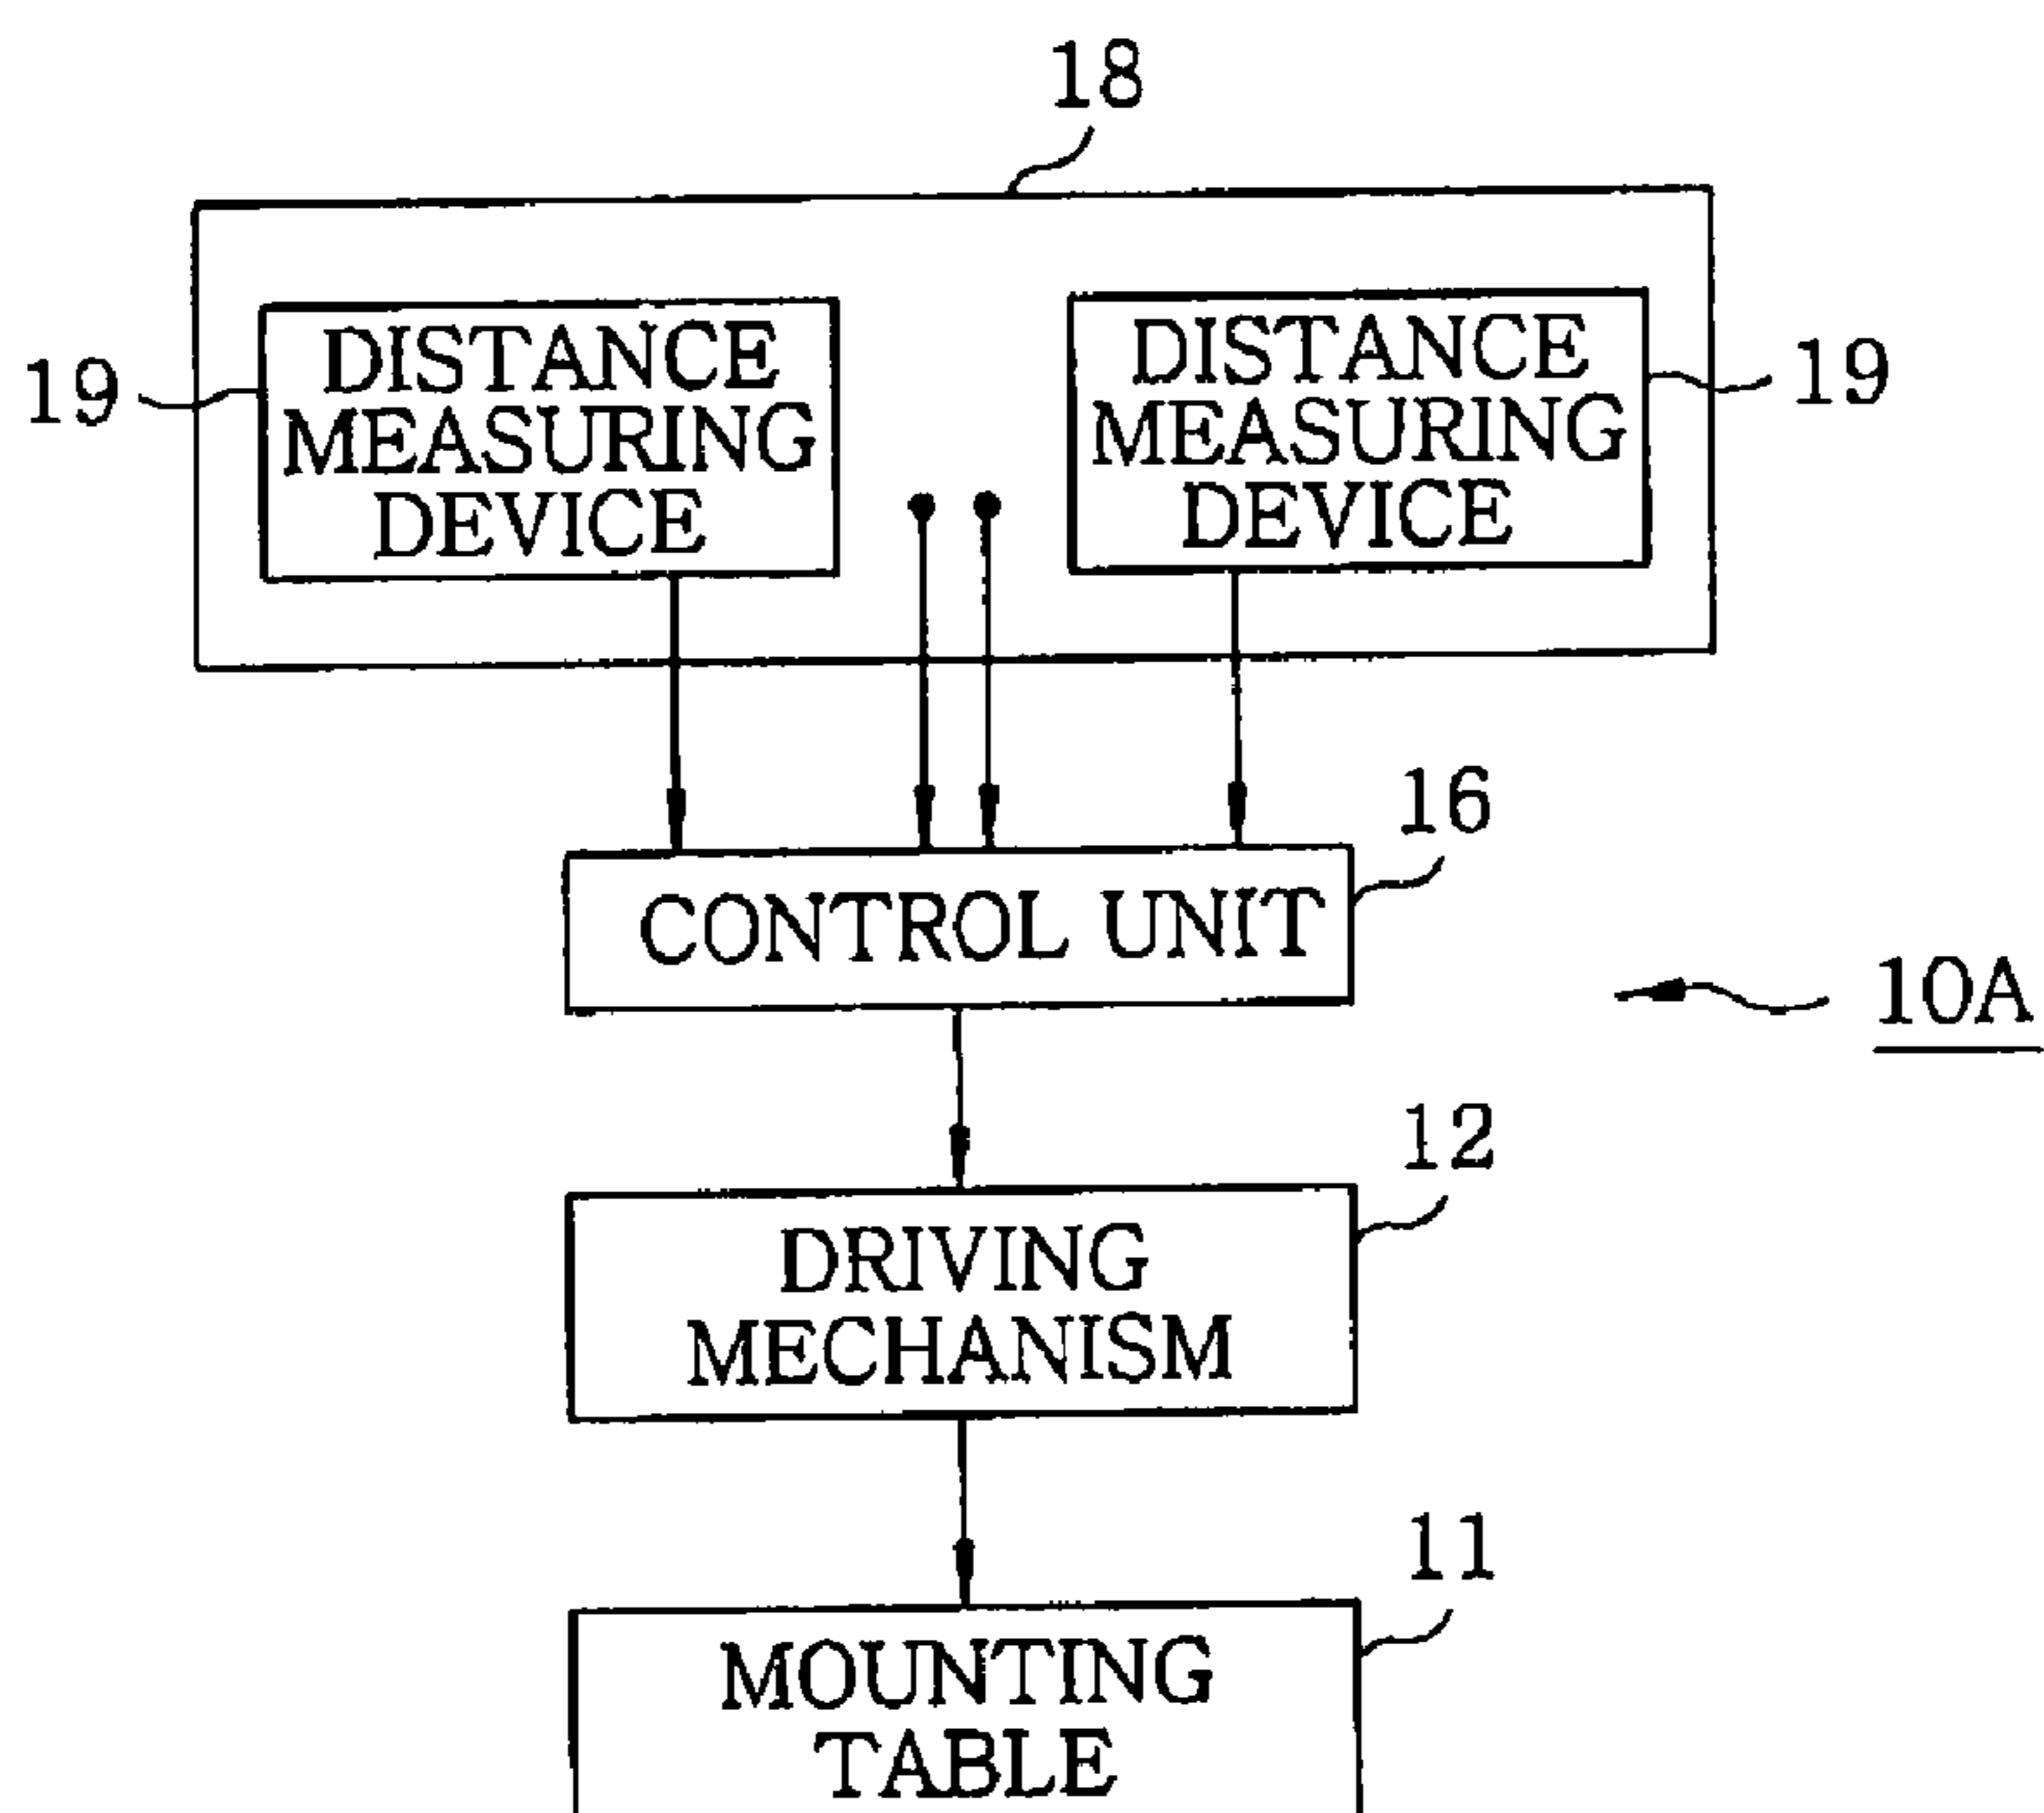 18
19
DISTANCE
MEASURING
DEVICE
DISTANCE
MEASURING
DEVICE
19
16
CONTROL UNIT
10A
12
DRIVING
MECHANISM
11
MOUNTING
TABLE